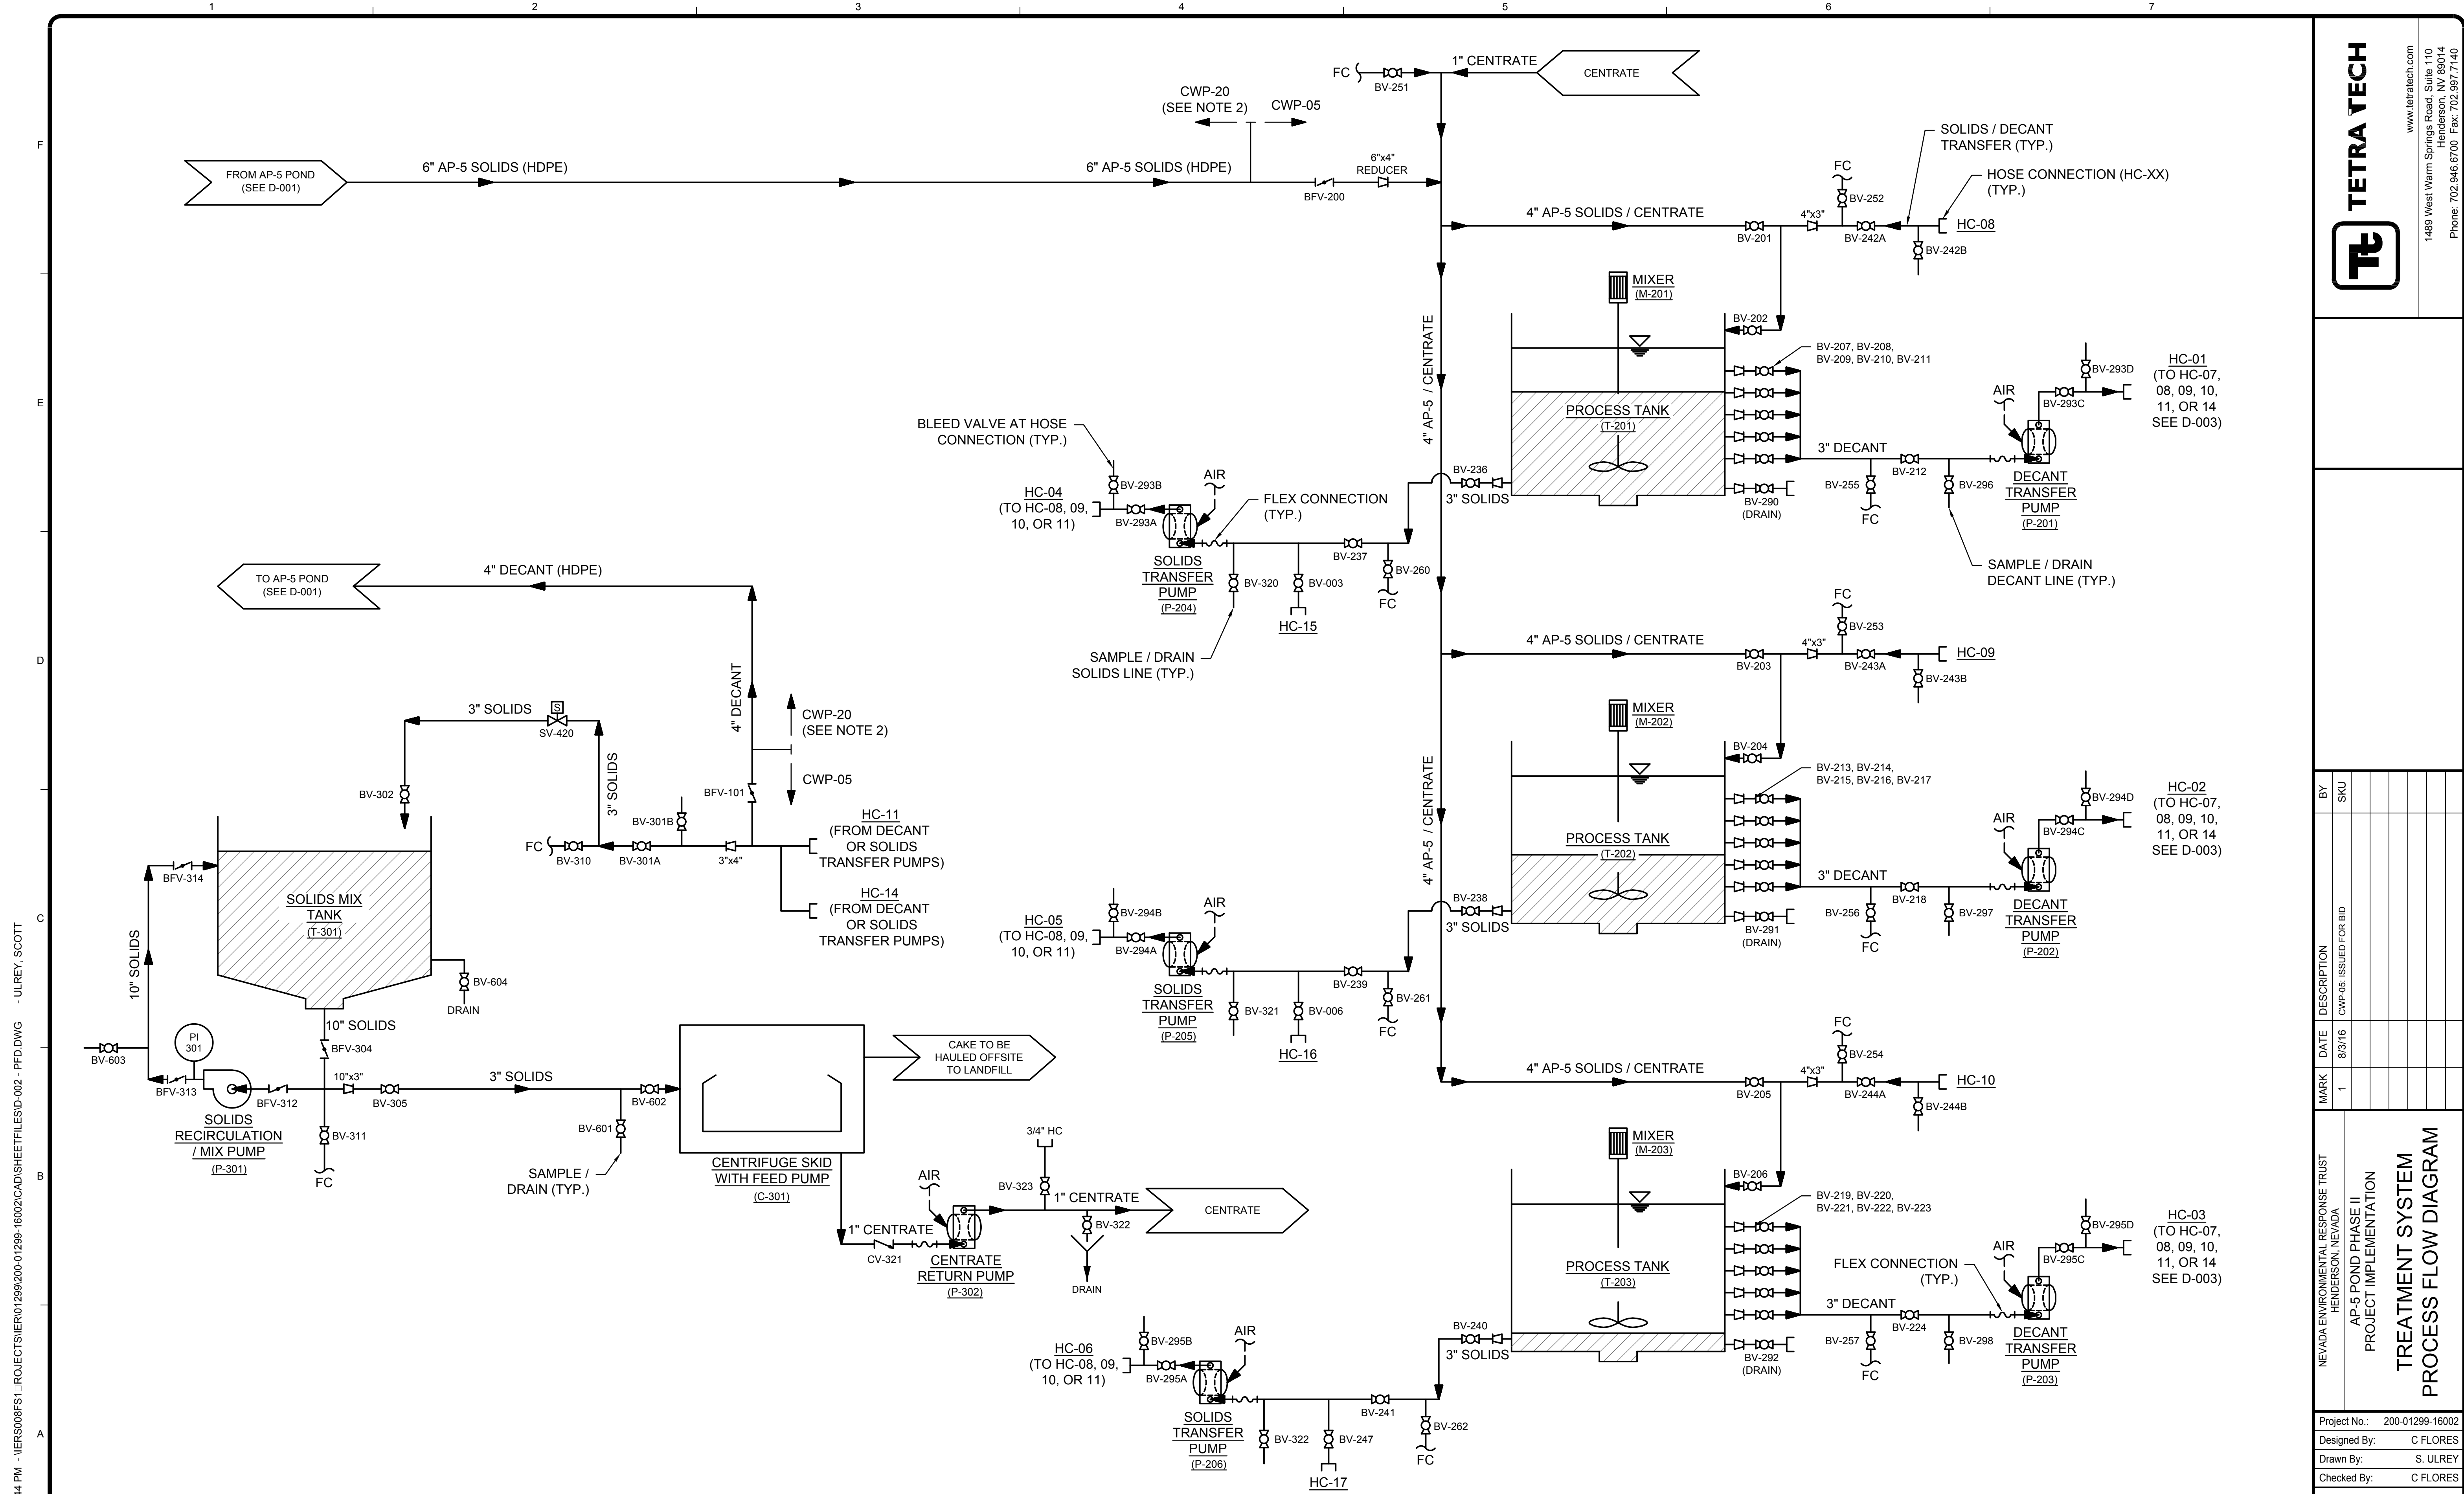 1
2
3
4
5
6
7
F
E
D
C
B
A
1" CENTRATE
CENTRATE
FC
BV-251
CWP-20
(SEE NOTE 2)
CWP-05
FROM AP-5 POND
(SEE D-001)
6" AP-5 SOLIDS (HDPE)
6" AP-5 SOLIDS (HDPE)
6"x4"
REDUCER
BFV-200
SOLIDS / DECANT
TRANSFER (TYP.)
HOSE CONNECTION (HC-XX)
(TYP.)
FC
BV-252
4" AP-5 SOLIDS / CENTRATE
BV-201
4"x3"
BV-242A
HC-08
BV-242B
MIXER
(M-201)
BV-202
BV-207, BV-208,
BV-209, BV-210, BV-211
4" AP-5 / CENTRATE
PROCESS TANK
(T-201)
AIR
BV-293D
BV-293C
HC-01
(TO HC-07,
08, 09, 10,
11, OR 14
SEE D-003)
3" DECANT
BV-212
BV-255
FC
BV-296
DECANT
TRANSFER
PUMP
(P-201)
BV-290
(DRAIN)
SAMPLE / DRAIN
DECANT LINE (TYP.)
BLEED VALVE AT HOSE
CONNECTION (TYP.)
BV-236
3" SOLIDS
HC-04
(TO HC-08, 09,
10, OR 11)
BV-293B
BV-293A
AIR
FLEX CONNECTION
(TYP.)
BV-237
BV-260
FC
SOLIDS
TRANSFER
PUMP
(P-204)
BV-320
BV-003
HC-15
SAMPLE / DRAIN
SOLIDS LINE (TYP.)
FC
BV-253
4" AP-5 SOLIDS / CENTRATE
BV-203
4"x3"
BV-243A
HC-09
BV-243B
MIXER
(M-202)
BV-204
BV-213, BV-214,
BV-215, BV-216, BV-217
4" AP-5 / CENTRATE
PROCESS TANK
(T-202)
AIR
BV-294D
BV-294C
HC-02
(TO HC-07,
08, 09, 10,
11, OR 14
SEE D-003)
3" DECANT
BV-218
BV-256
FC
BV-297
DECANT
TRANSFER
PUMP
(P-202)
BV-291
(DRAIN)
BV-238
3" SOLIDS
HC-05
(TO HC-08, 09,
10, OR 11)
BV-294B
BV-294A
AIR
BV-239
BV-261
FC
SOLIDS
TRANSFER
PUMP
(P-205)
BV-321
BV-006
HC-16
FC
BV-254
4" AP-5 SOLIDS / CENTRATE
BV-205
4"x3"
BV-244A
HC-10
BV-244B
MIXER
(M-203)
BV-206
BV-219, BV-220,
BV-221, BV-222, BV-223
PROCESS TANK
(T-203)
FLEX CONNECTION
(TYP.)
AIR
BV-295D
BV-295C
HC-03
(TO HC-07,
08, 09, 10,
11, OR 14
SEE D-003)
3" DECANT
BV-224
BV-257
FC
BV-298
DECANT
TRANSFER
PUMP
(P-203)
BV-292
(DRAIN)
BV-240
3" SOLIDS
HC-06
(TO HC-08, 09,
10, OR 11)
BV-295B
BV-295A
AIR
BV-241
BV-262
FC
SOLIDS
TRANSFER
PUMP
(P-206)
BV-322
BV-247
HC-17
TO AP-5 POND
(SEE D-001)
4" DECANT (HDPE)
4" DECANT
CWP-20
(SEE NOTE 2)
CWP-05
3" SOLIDS
S
SV-420
3" SOLIDS
BV-302
BFV-101
BV-301B
FC
BV-310
BV-301A
3"x4"
HC-11
(FROM DECANT
OR SOLIDS
TRANSFER PUMPS)
HC-14
(FROM DECANT
OR SOLIDS
TRANSFER PUMPS)
BFV-314
SOLIDS MIX
TANK
(T-301)
10" SOLIDS
BV-604
DRAIN
10" SOLIDS
BFV-304
BV-603
PI
301
BFV-313
BFV-312
10"x3"
BV-305
3" SOLIDS
BV-602
SOLIDS
RECIRCULATION
/ MIX PUMP
(P-301)
BV-311
FC
BV-601
SAMPLE /
DRAIN (TYP.)
CAKE TO BE
HAULED OFFSITE
TO LANDFILL
CENTRIFUGE SKID
WITH FEED PUMP
(C-301)
3/4" HC
BV-323
1" CENTRATE
CENTRATE
AIR
BV-322
DRAIN
1" CENTRATE
CV-321
CENTRATE
RETURN PUMP
(P-302)
Tt
TETRA TECH
www.tetratech.com
1489 West Warm Springs Road, Suite 110
Henderson, NV 89014
Phone: 702.946.6700 Fax: 702.997.7140
MARK DATE DESCRIPTION BY
1 8/3/16 CWP-05: ISSUED FOR BID SKU
NEVADA ENVIRONMENTAL RESPONSE TRUST
HENDERSON, NEVADA
AP-5 POND PHASE II
PROJECT IMPLEMENTATION
TREATMENT SYSTEM
PROCESS FLOW DIAGRAM
Project No.: 200-01299-16002
Designed By: C FLORES
Drawn By: S. ULREY
Checked By: C FLORES
44 PM - \\IERS008FS1\PROJECTS\IER\01299\200-01299-16002\CAD\SHEETFILES\D-002 - PFD.DWG - ULREY, SCOTT